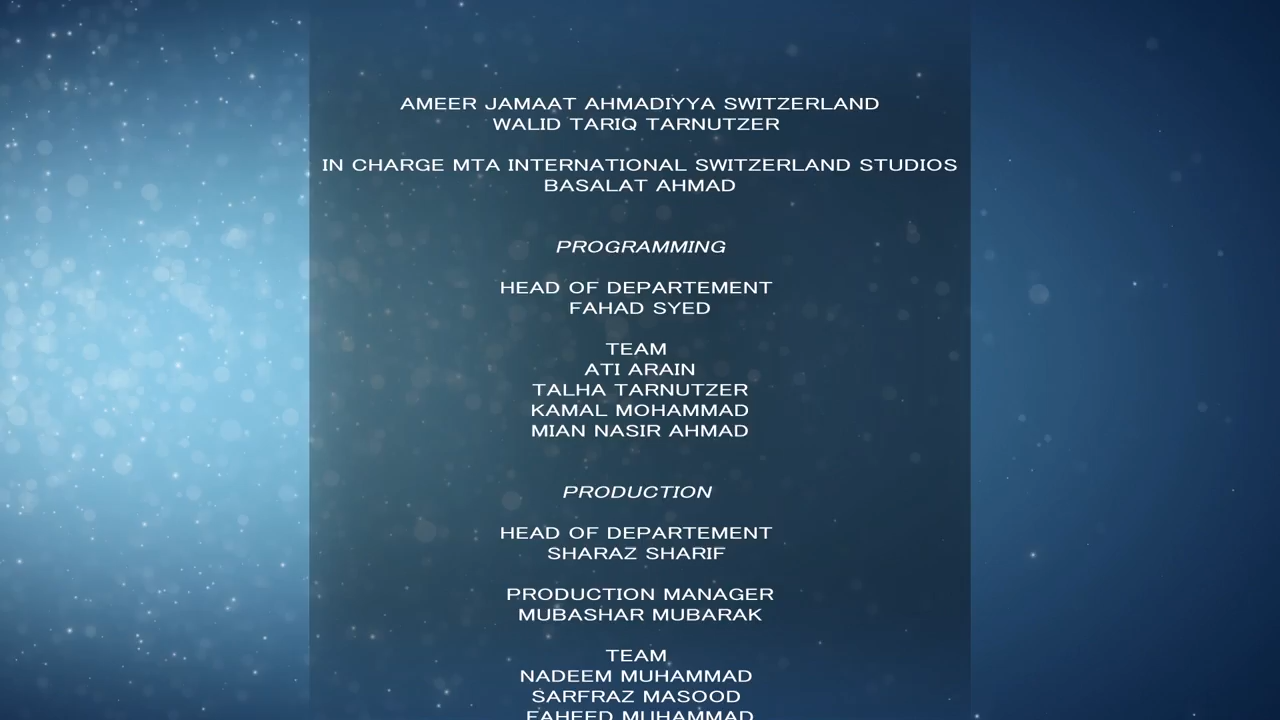 AMEER JAMAAT AHMADIYYA SWITZERLAND
WALID TARIQ TARNUTZER
IN CHARGE MTA INTERNATIONAL SWITZERLAND STUDIOS
BASALAT AHMAD
PROGRAMMING
HEAD OF DEPARTEMENT
FAHAD SYED
TEAM
ATI ARAIN
TALHA TARNUTZER
KAMAL MOHAMMAD
MIAN NASIR AHMAD
PRODUCTION
HEAD OF DEPARTEMENT
SHARAZ SHARIF
PRODUCTION MANAGER
MUBASHAR MUBARAK
TEAM
NADEEM MUHAMMAD
SARFRAZ MASOOD
FAHEED MUHAMMAD